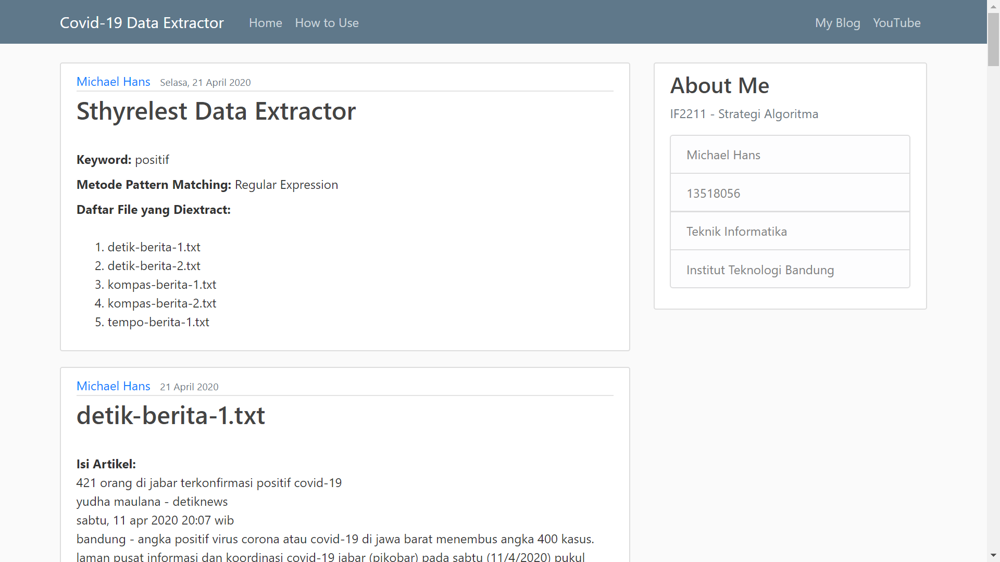 Covid-19 Data Extractor Home How to Use My Blog YouTube
Michael Hans Selasa, 21 April 2020
Sthyrelest Data Extractor
Keyword: positif
Metode Pattern Matching: Regular Expression
Daftar File yang Diextract:
1. detik-berita-1.txt
2. detik-berita-2.txt
3. kompas-berita-1.txt
4. kompas-berita-2.txt
5. tempo-berita-1.txt
About Me
IF2211 - Strategi Algoritma
Michael Hans
13518056
Teknik Informatika
Institut Teknologi Bandung
Michael Hans 21 April 2020
detik-berita-1.txt
Isi Artikel:
421 orang di jabar terkonfirmasi positif covid-19
yudha maulana - detiknews
sabtu, 11 apr 2020 20:07 wib
bandung - angka positif virus corona atau covid-19 di jawa barat menembus angka 400 kasus.
laman pusat informasi dan koordinasi covid-19 jabar (pikobar) pada sabtu (11/4/2020) pukul